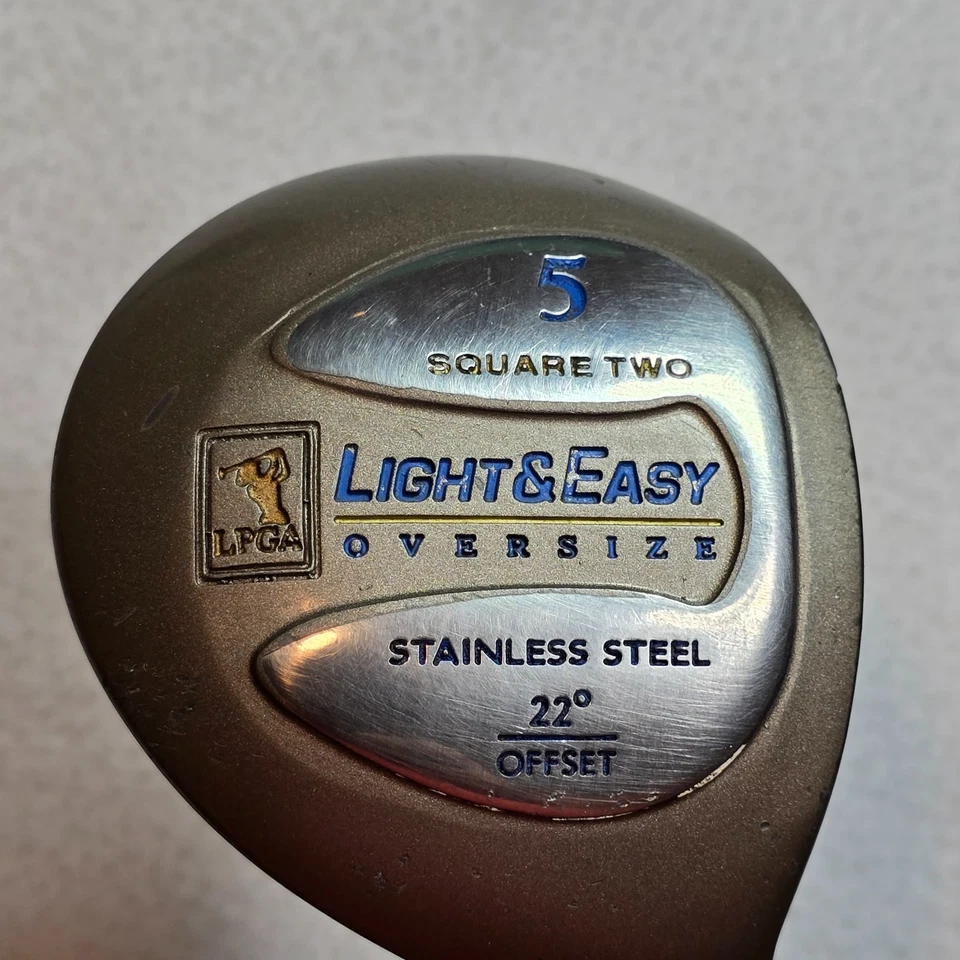 5
SQUARE TWO
LPGA
LIGHT&EASY
OVERSIZE
STAINLESS STEEL
22°
OFFSET